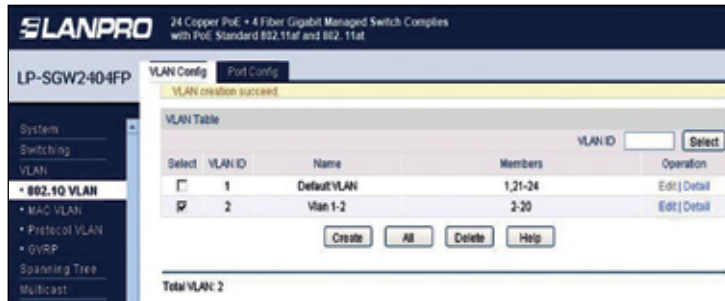 SLANPRO
24 Copper PoE + 4 Fiber Gigabit Managed Switch Complies
with PoE Standard 802.11af and 802. 11at
LP-SGW2404FP
VLAN Config Port Config
VLAN creation succeed.
System
Switching
VLAN
• 802.1Q VLAN
• MAC VLAN
• Protocol VLAN
• GVRP
Spanning Tree
Multicast
VLAN Table
VLAN ID Select
Select VLAN ID Name Members Operation
1 Default VLAN 1,21-24 Edit | Detail
2 Vlan 1-2 2-20 Edit | Detail
Create All Delete Help
Total VLAN: 2